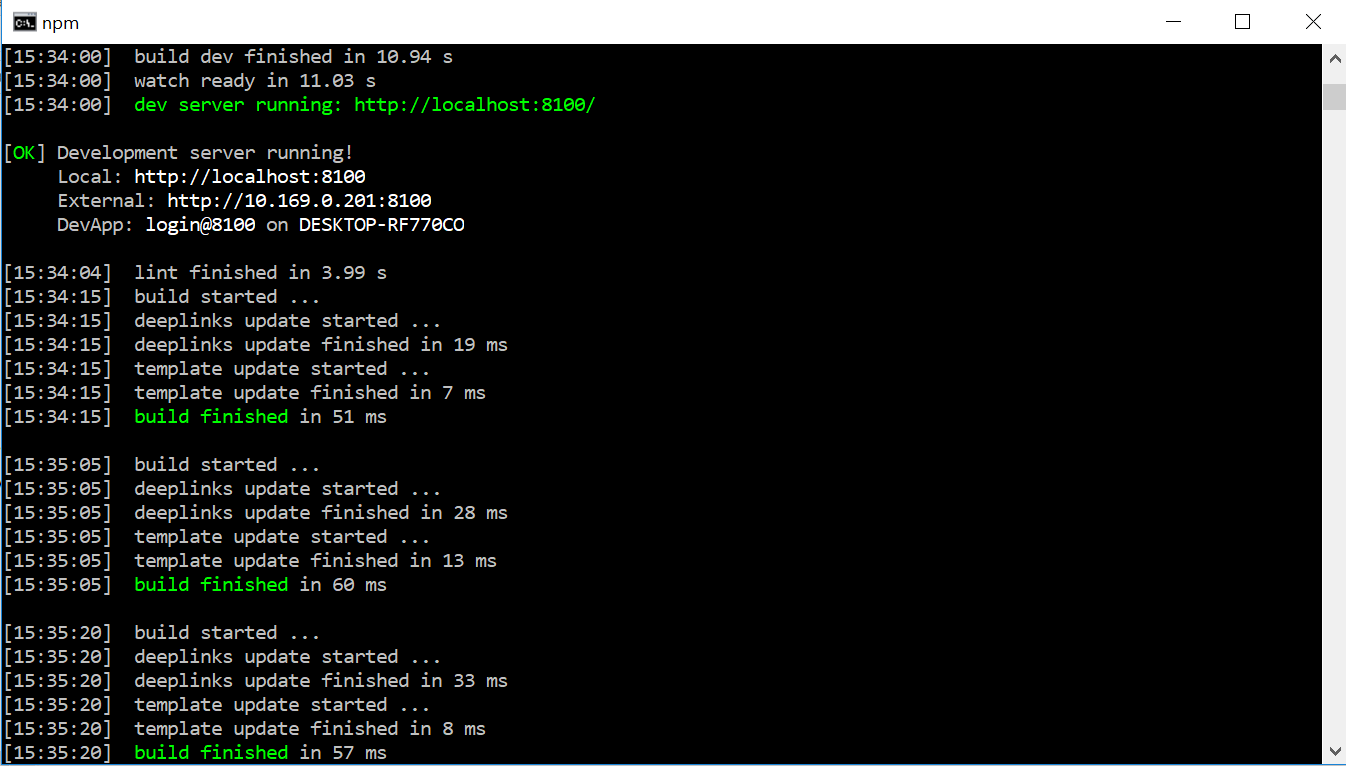 npm
[15:34:00]  build dev finished in 10.94 s
[15:34:00]  watch ready in 11.03 s
[15:34:00]  dev server running: http://localhost:8100/
[OK] Development server running!
Local: http://localhost:8100
External: http://10.169.0.201:8100
DevApp: login@8100 on DESKTOP-RF770CO
[15:34:04]  lint finished in 3.99 s
[15:34:15]  build started ...
[15:34:15]  deeplinks update started ...
[15:34:15]  deeplinks update finished in 19 ms
[15:34:15]  template update started ...
[15:34:15]  template update finished in 7 ms
[15:34:15]  build finished in 51 ms
[15:35:05]  build started ...
[15:35:05]  deeplinks update started ...
[15:35:05]  deeplinks update finished in 28 ms
[15:35:05]  template update started ...
[15:35:05]  template update finished in 13 ms
[15:35:05]  build finished in 60 ms
[15:35:20]  build started ...
[15:35:20]  deeplinks update started ...
[15:35:20]  deeplinks update finished in 33 ms
[15:35:20]  template update started ...
[15:35:20]  template update finished in 8 ms
[15:35:20]  build finished in 57 ms